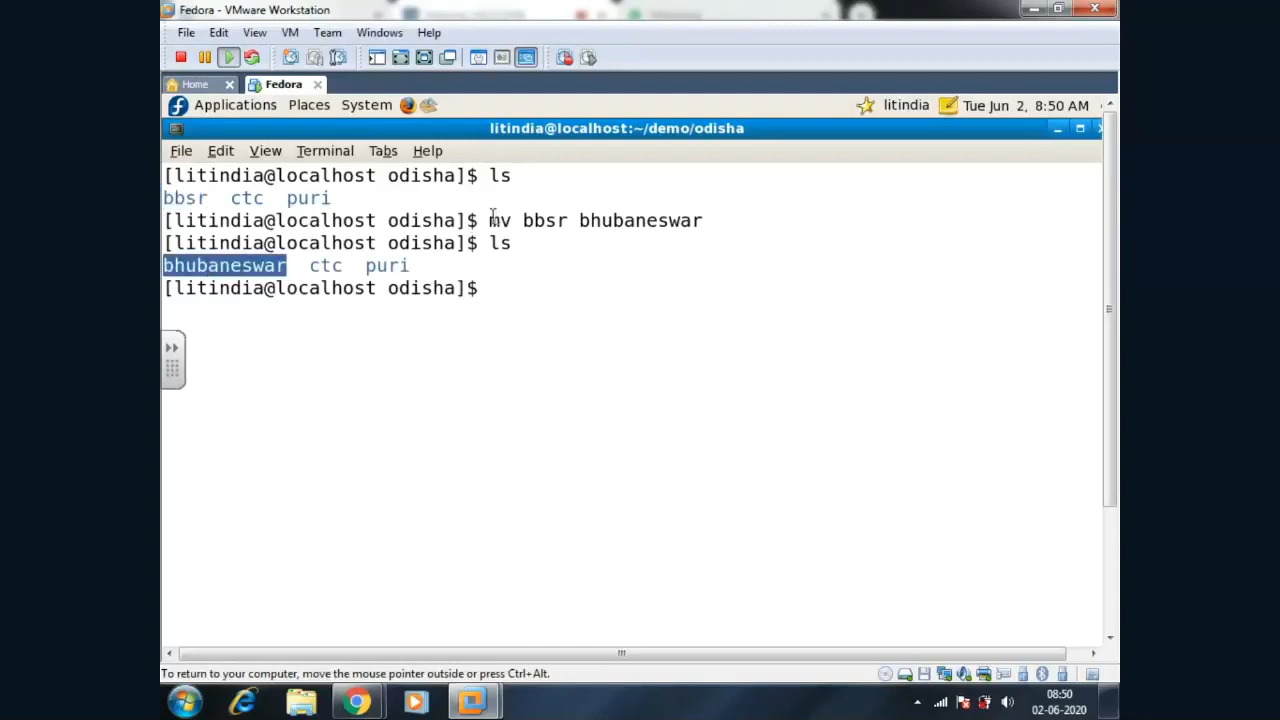 Fedora - VMware Workstation
File Edit View VM Team Windows Help
Home Fedora
Applications Places System litindia Tue Jun 2, 8:50 AM
litindia@localhost:~/demo/odisha
File Edit View Terminal Tabs Help
[litindia@localhost odisha]$ ls
bbsr ctc puri
[litindia@localhost odisha]$ mv bbsr bhubaneswar
[litindia@localhost odisha]$ ls
bhubaneswar ctc puri
[litindia@localhost odisha]$
To return to your computer, move the mouse pointer outside or press Ctrl+Alt.
08:50
02-06-2020